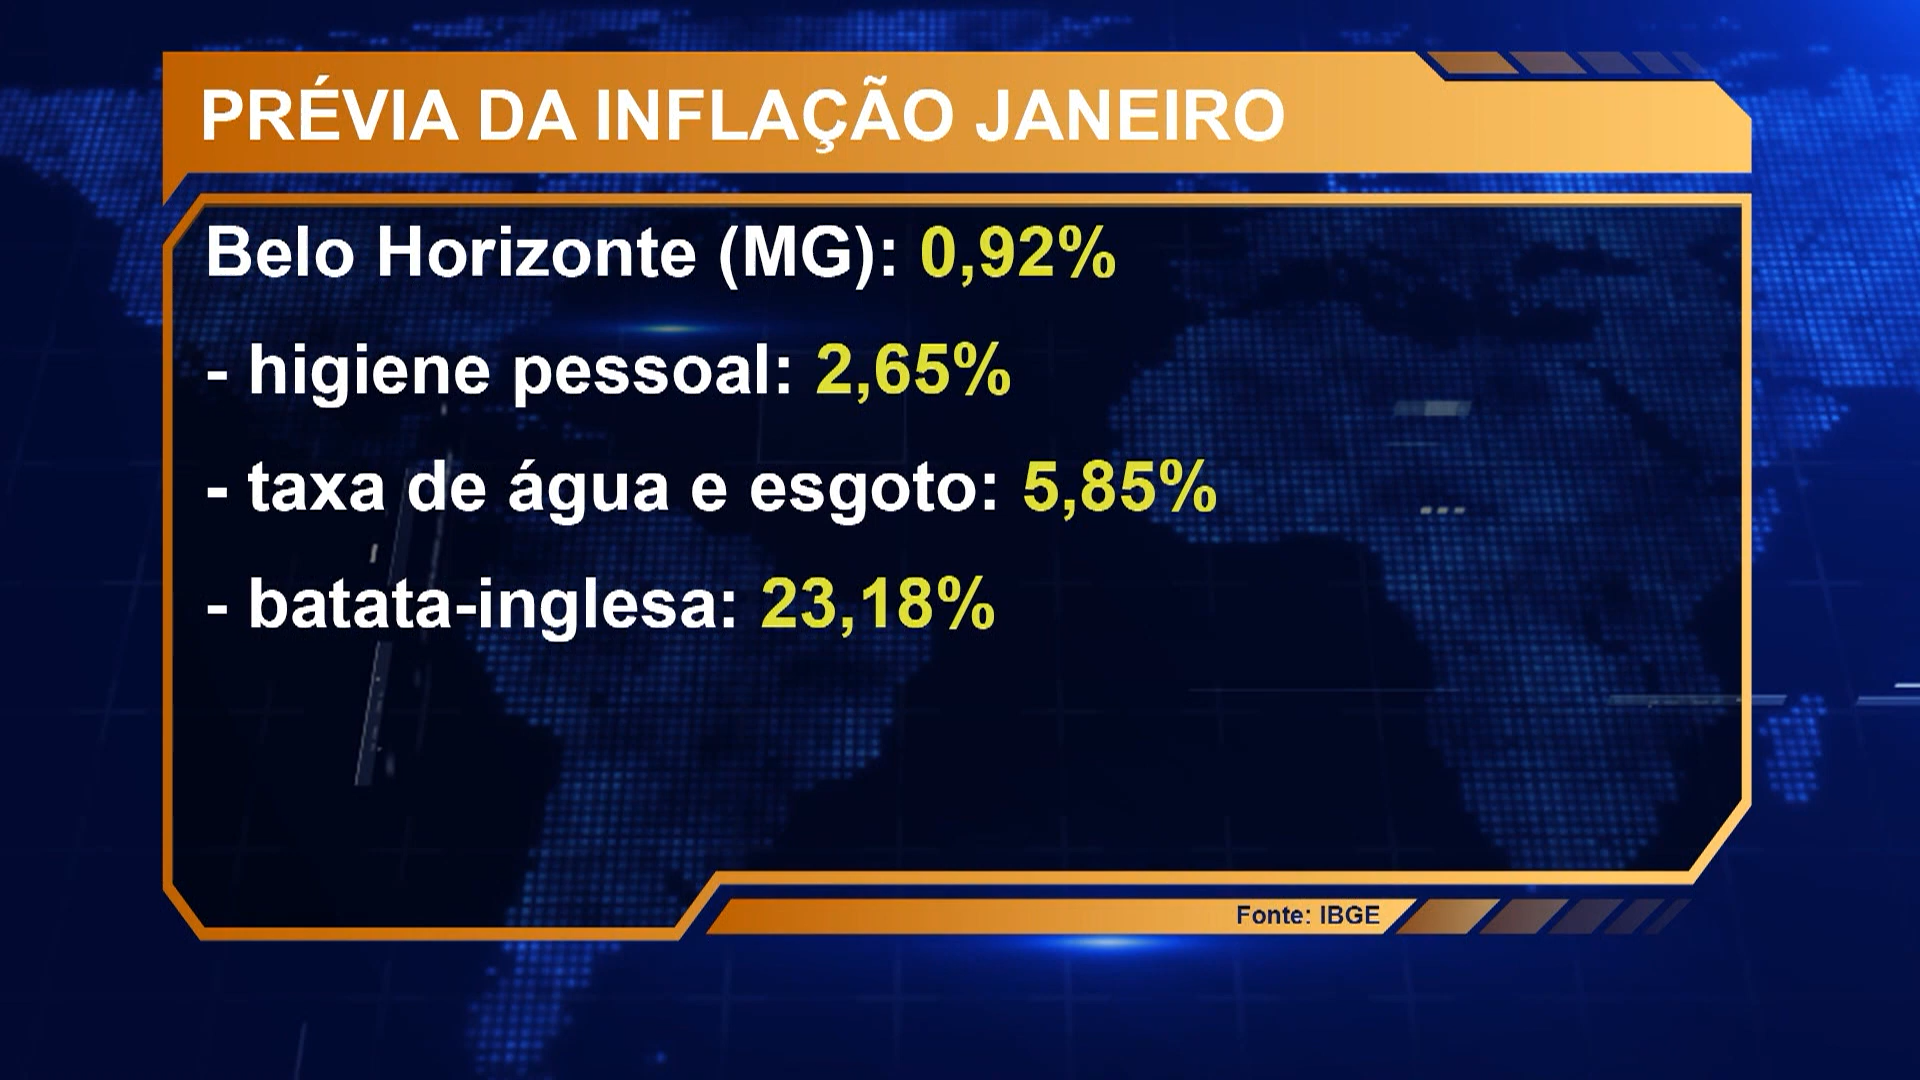 PRÉVIA DA INFLAÇÃO JANEIRO
Belo Horizonte (MG): 0,92%
- higiene pessoal: 2,65%
- taxa de água e esgoto: 5,85%
- batata-inglesa: 23,18%
Fonte: IBGE